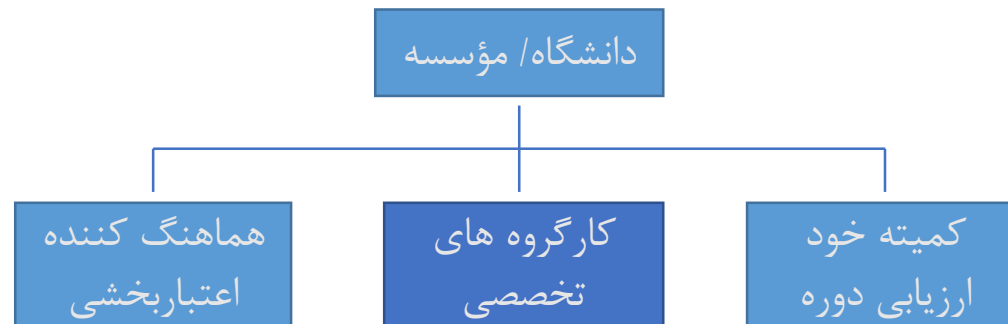 دانشگاه/ مؤسسه
کمیته خود
ارزیابی دوره
کارگروه های
تخصصی
هماهنگ کننده
اعتباربخشی